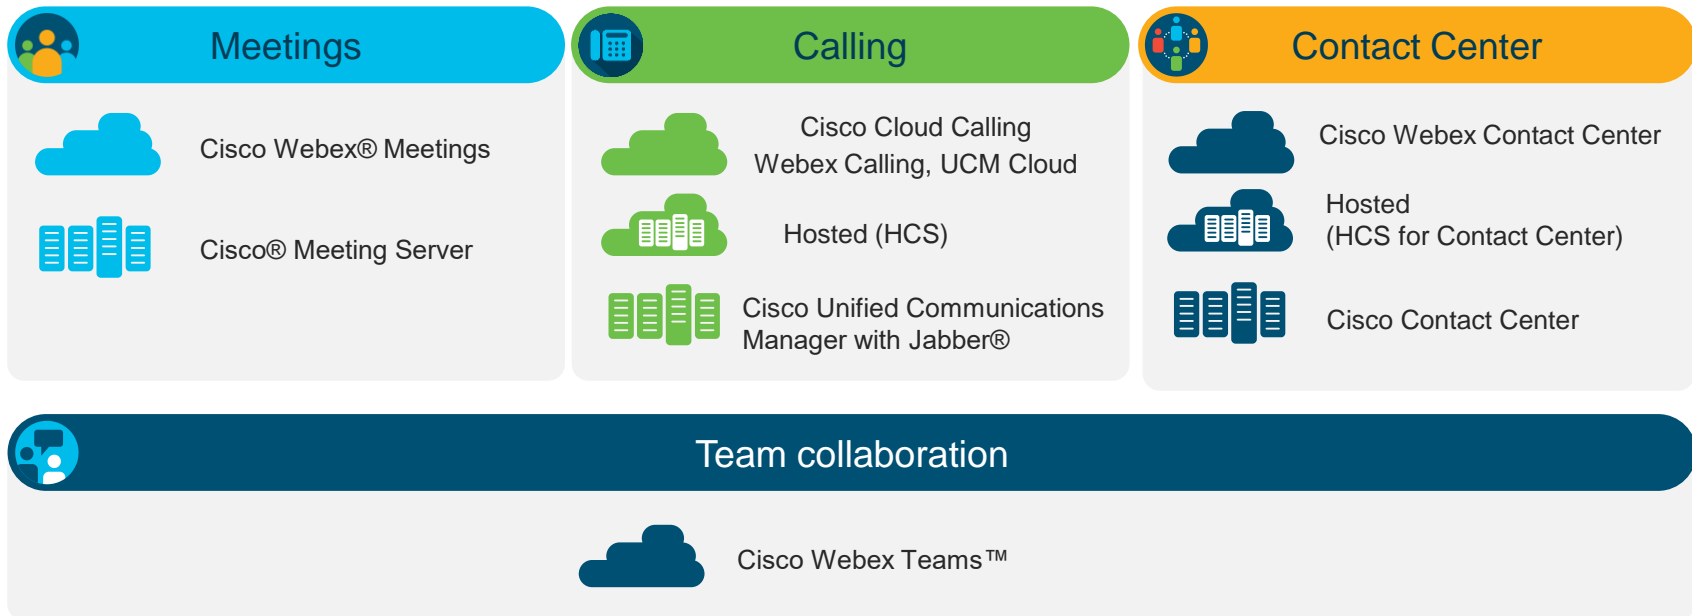 Meetings
Cisco Webex® Meetings
Cisco® Meeting Server
Calling
Cisco Cloud Calling
Webex Calling, UCM Cloud
Hosted (HCS)
Cisco Unified Communications
Manager with Jabber®
Contact Center
Cisco Webex Contact Center
Hosted
(HCS for Contact Center)
Cisco Contact Center
Team collaboration
Cisco Webex Teams™